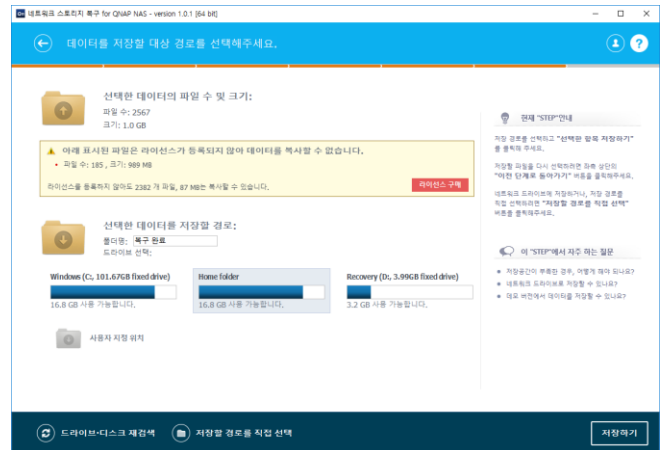 네트워크 스토리지 복구 for QNAP NAS - version 1.0.1 [64 bit]
데이터를 저장할 대상 경로를 선택해주세요.
선택한 데이터의 파일 수 및 크기:
파일 수: 2567
크기: 1.0 GB
아래 표시된 파일은 라이선스가 등록되지 않아 데이터를 복사할 수 없습니다.
파일 수: 185 , 크기: 989 MB
라이선스를 등록하지 않아도 2382 개 파일, 87 MB는 복사할 수 있습니다.
라이선스 구매
선택한 데이터를 저장할 경로:
폴더명: 복구 완료
드라이브 선택:
Windows (C:, 101.67GB fixed drive)
16.8 GB 사용 가능합니다.
Home folder
16.8 GB 사용 가능합니다.
Recovery (D:, 3.99GB fixed drive)
3.2 GB 사용 가능합니다.
사용자 지정 위치
현재 "STEP"안내
저장 경로를 선택하고 "선택한 항목 저장하기"
를 클릭해 주세요.
저장할 파일을 다시 선택하려면 좌측 상단의
"이전 단계로 돌아가기" 버튼을 클릭해주세요.
네트워크 드라이브에 저장하거나, 저장 경로를
직접 선택하려면 "저장할 경로를 직접 선택"
버튼을 클릭해주세요.
이 "STEP"에서 자주 하는 질문
저장공간이 부족한 경우, 어떻게 해야 되나요?
네트워크 드라이브로 저장할 수 있나요?
데모 버전에서 데이터를 저장할 수 있나요?
드라이브·디스크 재검색
저장할 경로를 직접 선택
저장하기